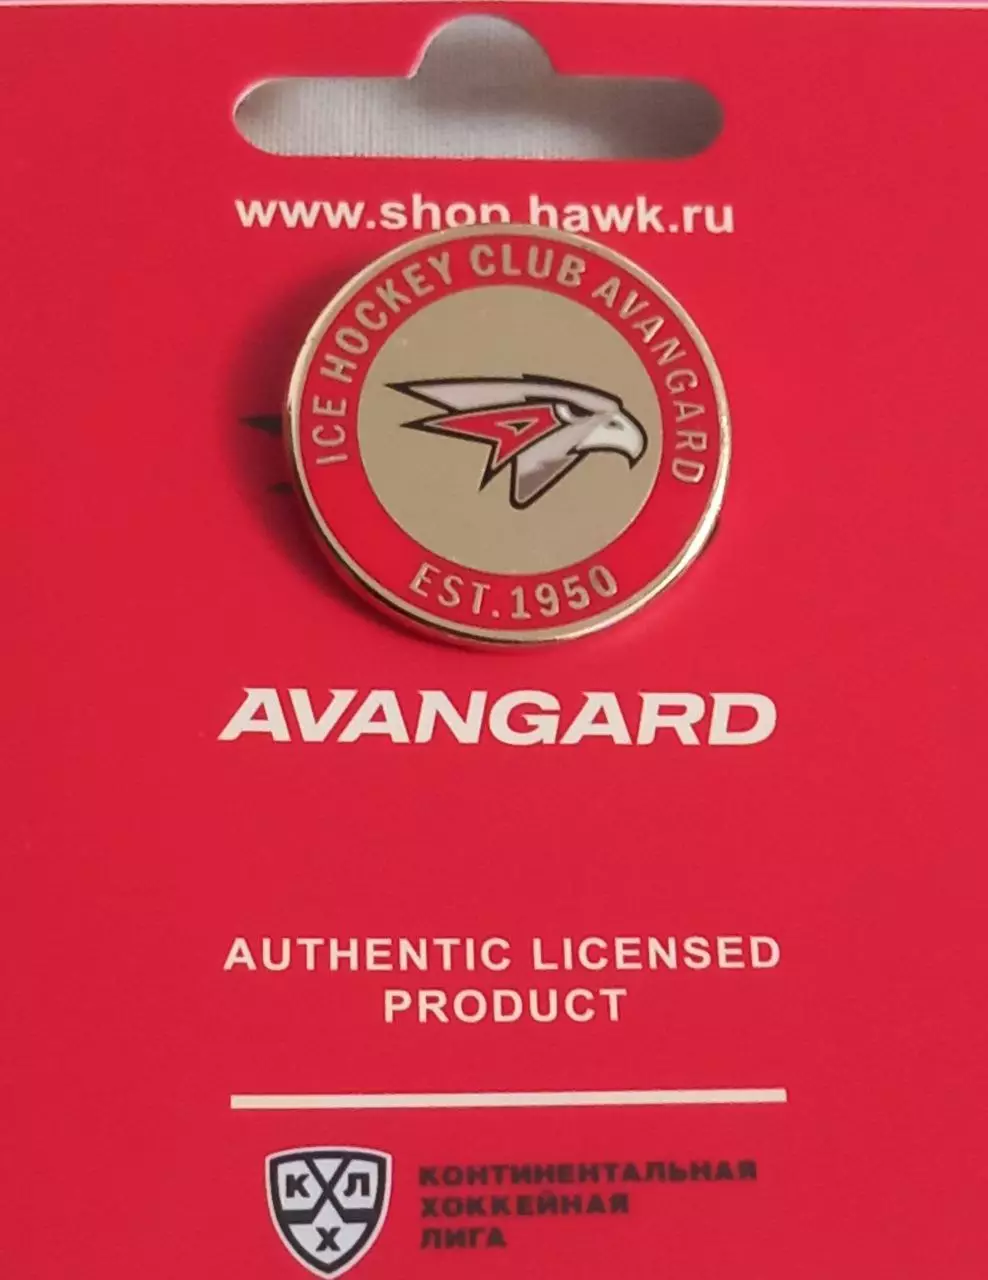 www.shop.hawk.ru
ICE HOCKEY CLUB AVANGARD
A
EST. 1950
AVANGARD
AUTHENTIC LICENSED
PRODUCT
КХЛ
КОНТИНЕНТАЛЬНАЯ
ХОККЕЙНАЯ
ЛИГА